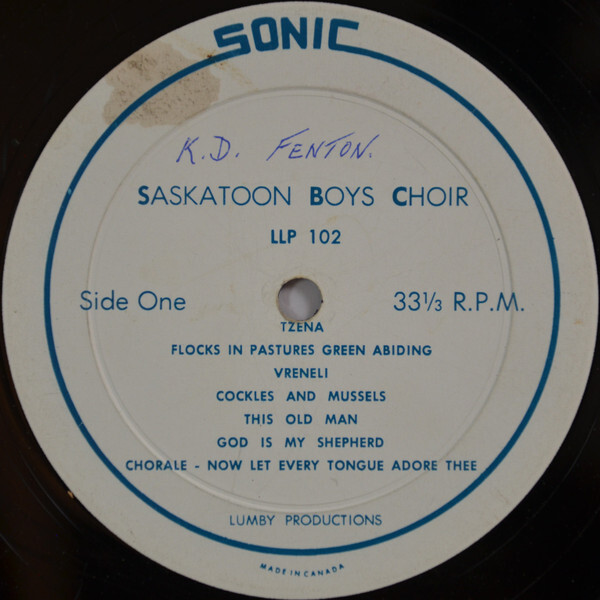 SONIC
K.D. FENTON.
SASKATOON BOYS CHOIR
LLP 102
Side One
33⅓ R.P.M.
TZENA
FLOCKS IN PASTURES GREEN ABIDING
VRENELI
COCKLES AND MUSSELS
THIS OLD MAN
GOD IS MY SHEPHERD
CHORALE - NOW LET EVERY TONGUE ADORE THEE
LUMBY PRODUCTIONS
MADE IN CANADA